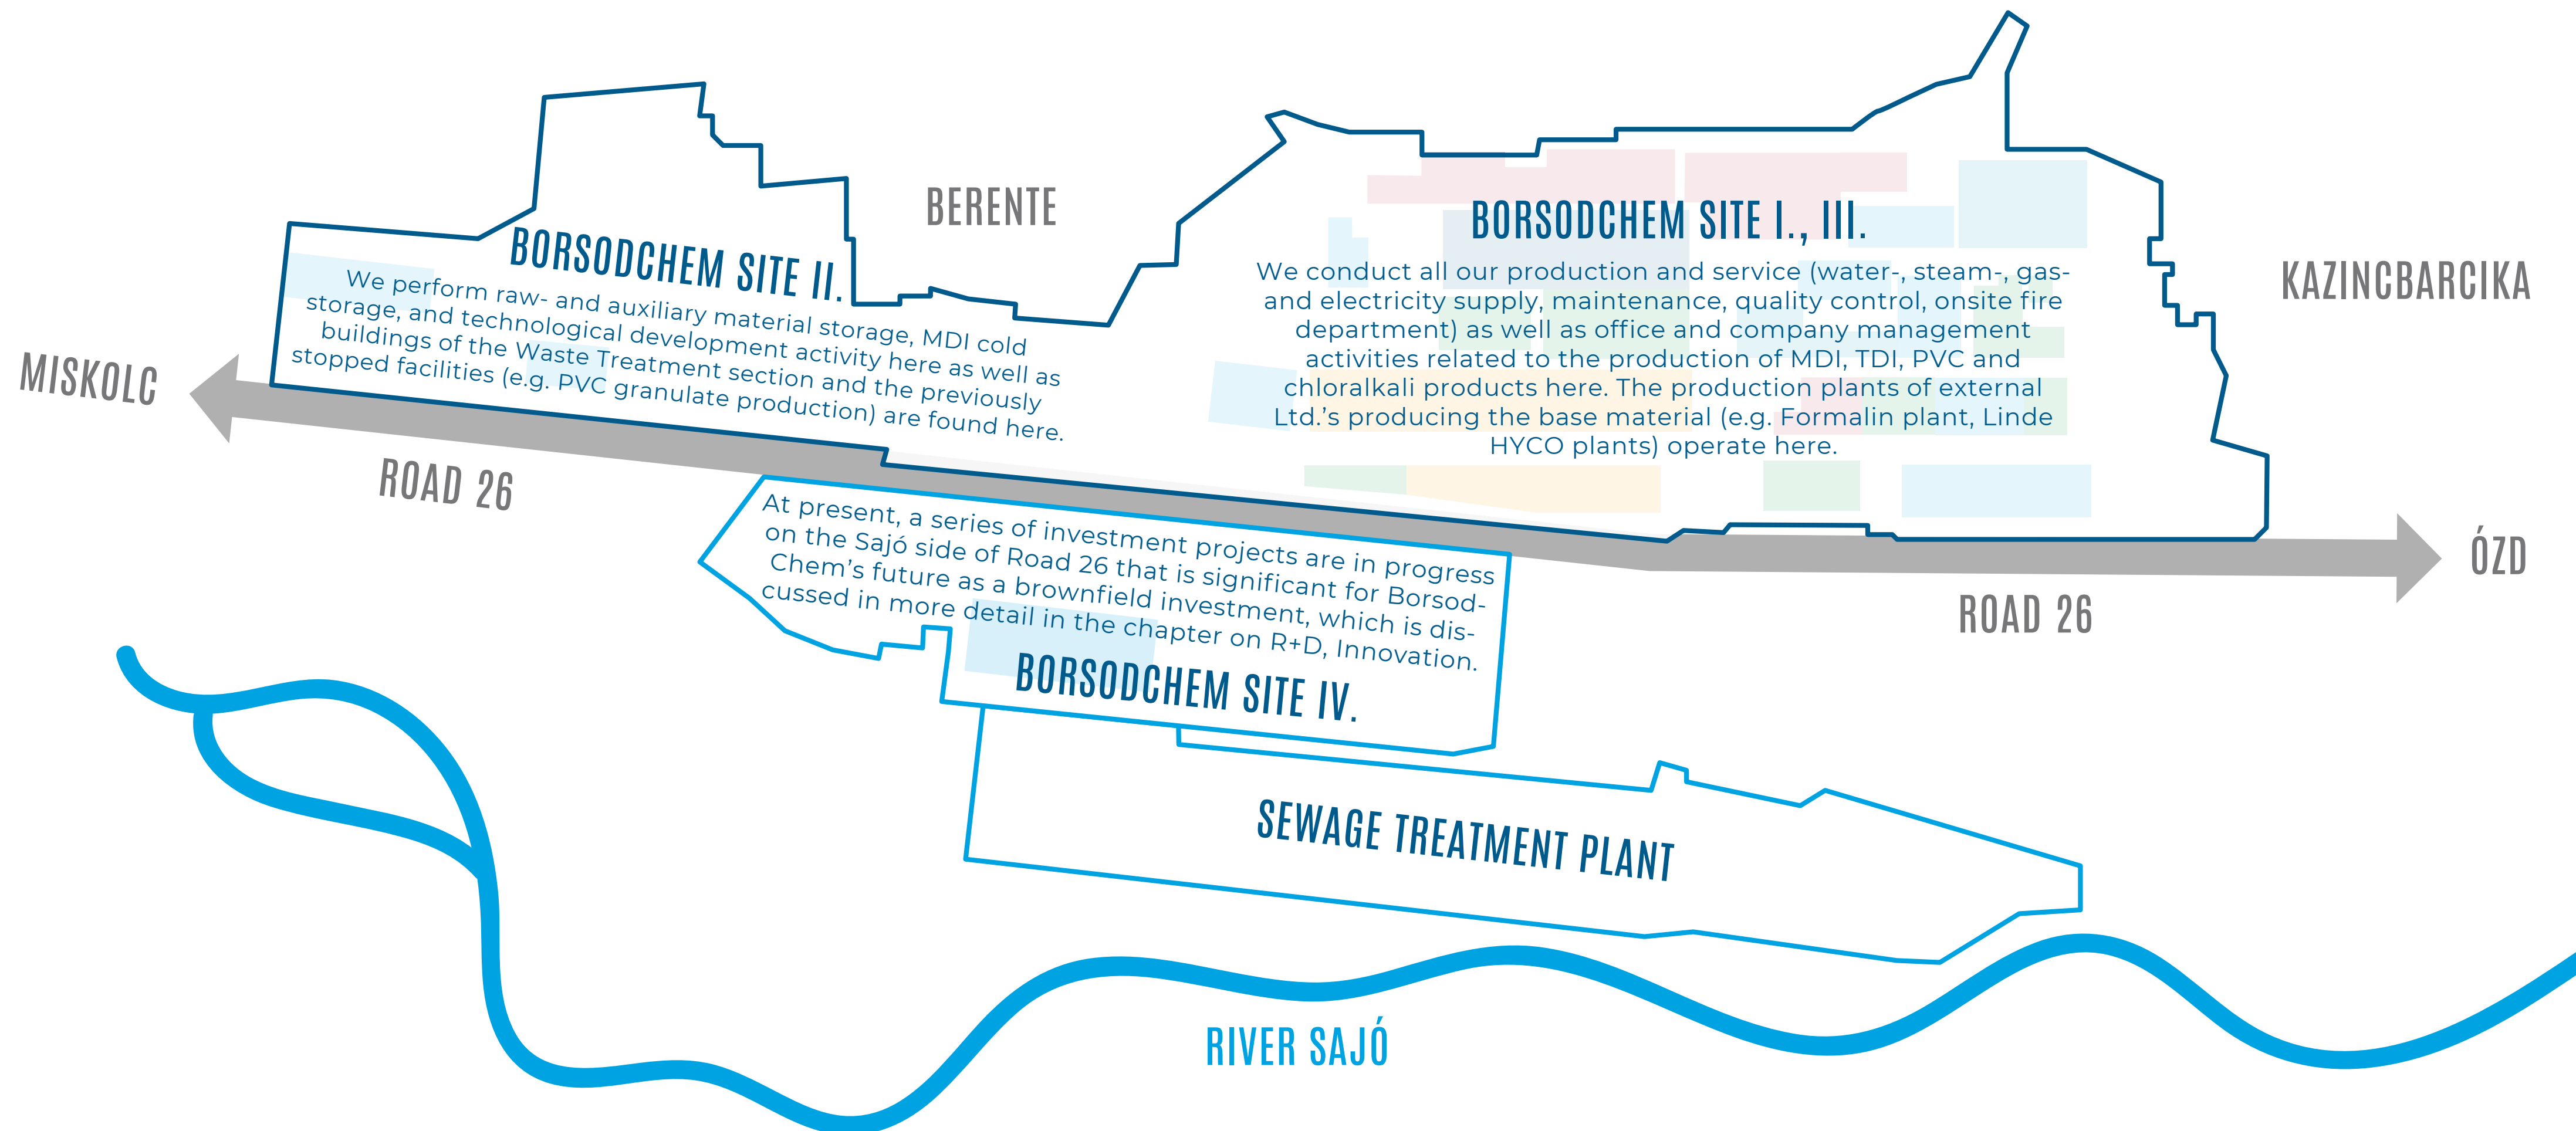 BERENTE
BORSODCHEM SITE II.
We perform raw- and auxiliary material storage, MDI cold
storage, and technological development activity here as well as
buildings of the Waste Treatment section and the previously
stopped facilities (e.g. PVC granulate production) are found here.
BORSODCHEM SITE I., III.
We conduct all our production and service (water-, steam-, gas-
and electricity supply, maintenance, quality control, onsite fire
department) as well as office and company management
activities related to the production of MDI, TDI, PVC and
chloralkali products here. The production plants of external
Ltd.’s producing the base material (e.g. Formalin plant, Linde
HYCO plants) operate here.
KAZINCBARCIKA
MISKOLC
ROAD 26
At present, a series of investment projects are in progress
on the Sajó side of Road 26 that is significant for Borsod-
Chem’s future as a brownfield investment, which is dis-
cussed in more detail in the chapter on R+D, Innovation.
BORSODCHEM SITE IV.
ÓZD
ROAD 26
SEWAGE TREATMENT PLANT
RIVER SAJÓ